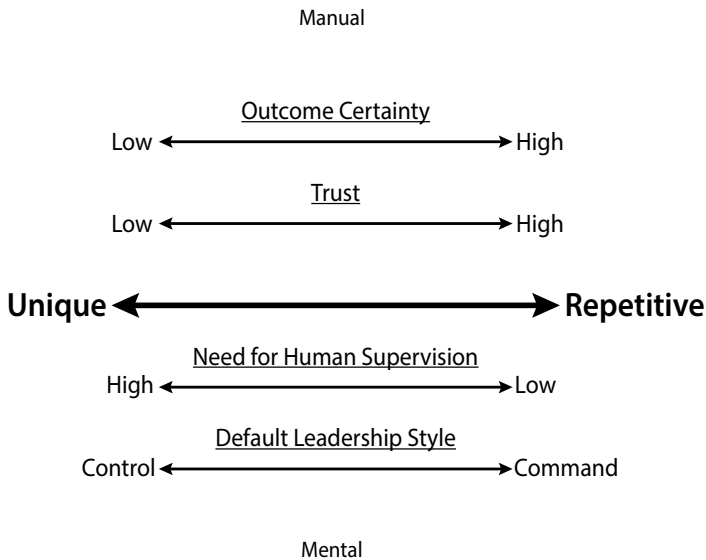 Manual
Outcome Certainty
Low High
Trust
Low High
Unique Repetitive
Need for Human Supervision
High Low
Default Leadership Style
Control Command
Mental